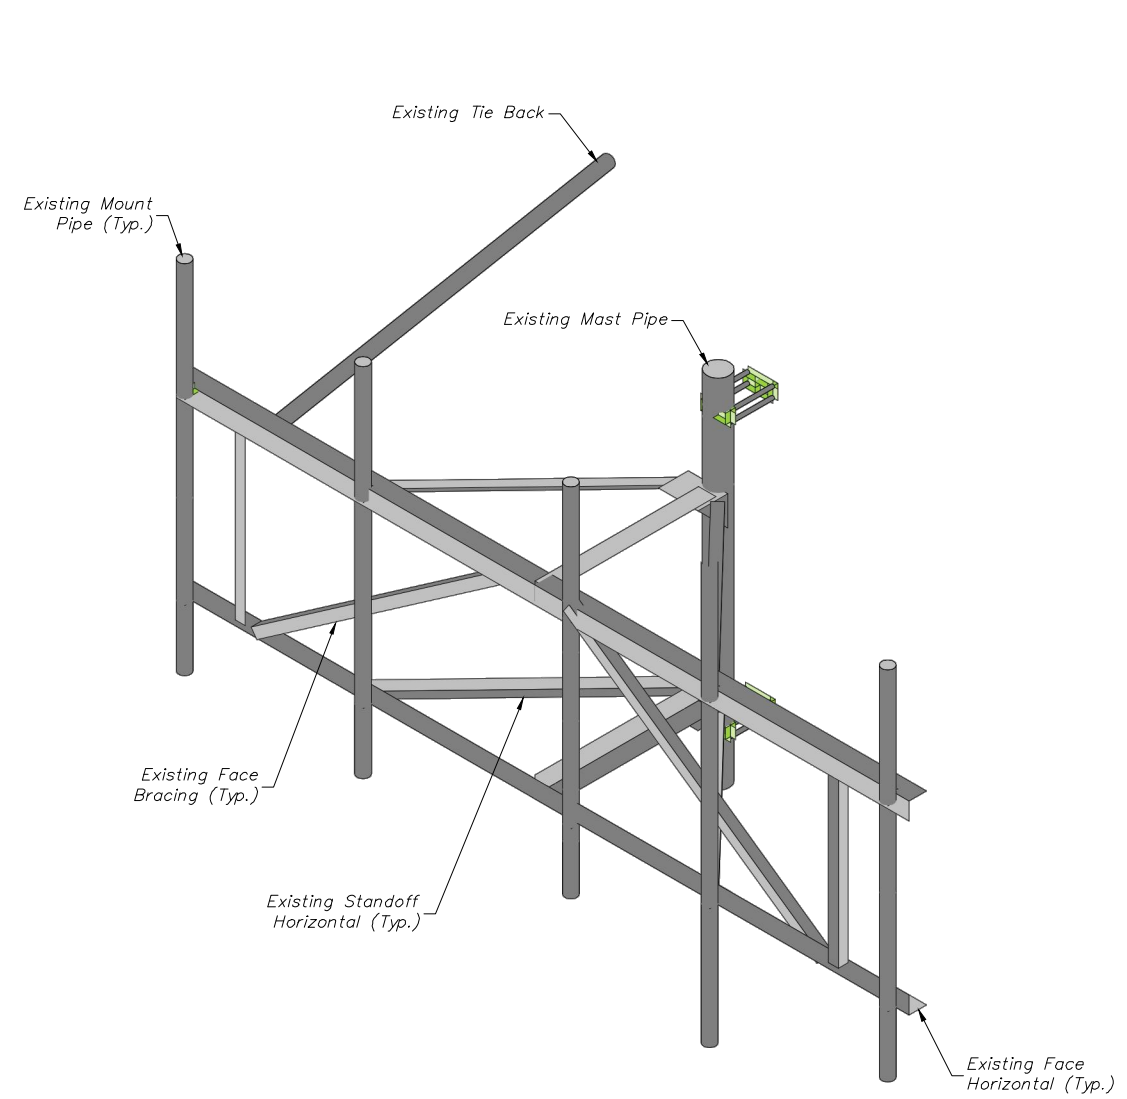 Existing Tie Back
Existing Mount
Pipe (Typ.)
Existing Mast Pipe
Existing Face
Bracing (Typ.)
Existing Standoff
Horizontal (Typ.)
Existing Face
Horizontal (Typ.)